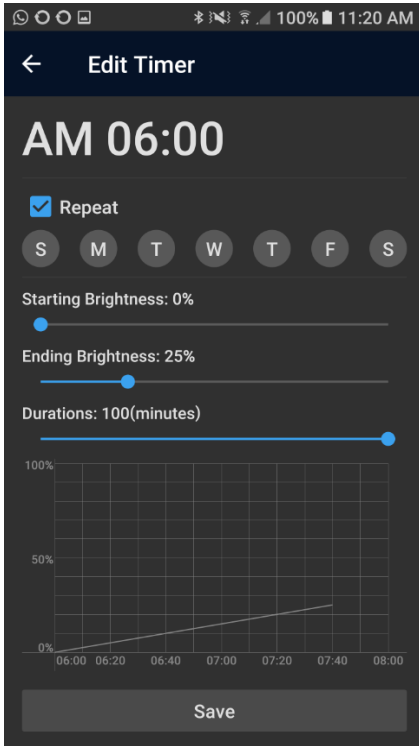 100% 11:20 AM
Edit Timer
AM 06:00
Repeat
S M T W T F S
Starting Brightness: 0%
Ending Brightness: 25%
Durations: 100(minutes)
100%
50%
0%
06:00 06:20 06:40 07:00 07:20 07:40 08:00
Save